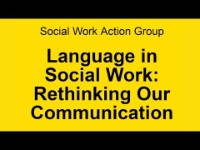 Social Work Action Group
Language in
Social Work:
Rethinking Our
Communication